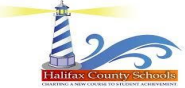 Halifax County Schools
CHARTING A NEW COURSE TO STUDENT ACHIEVEMENT